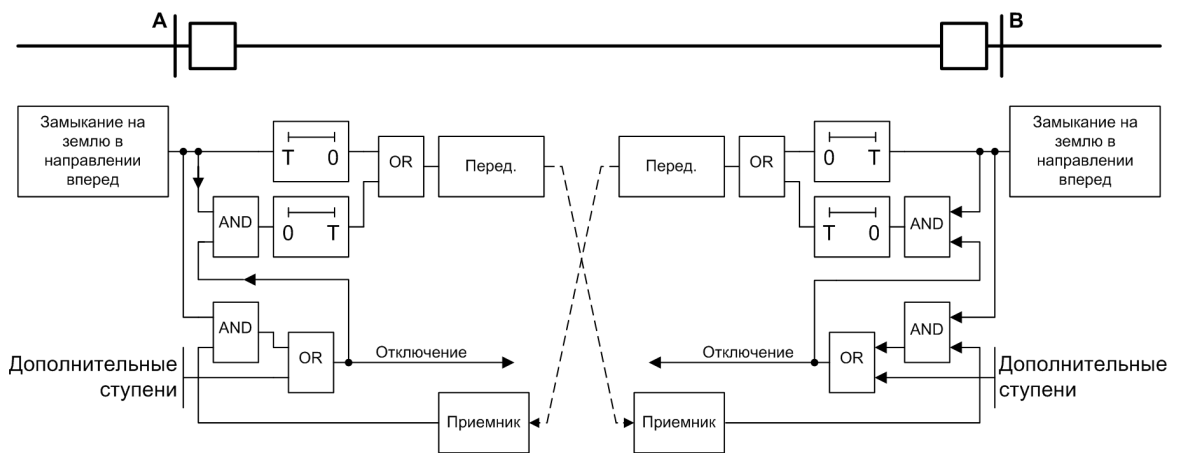 A
B
Замыкание на
землю в
направлении
вперед
T 0
OR
Перед.
Перед.
OR
0 T
Замыкание на
землю в
направлении
вперед
AND
0 T
T 0
AND
AND
OR
Отключение
Отключение
OR
AND
Дополнительные
ступени
Дополнительные
ступени
Приемник
Приемник